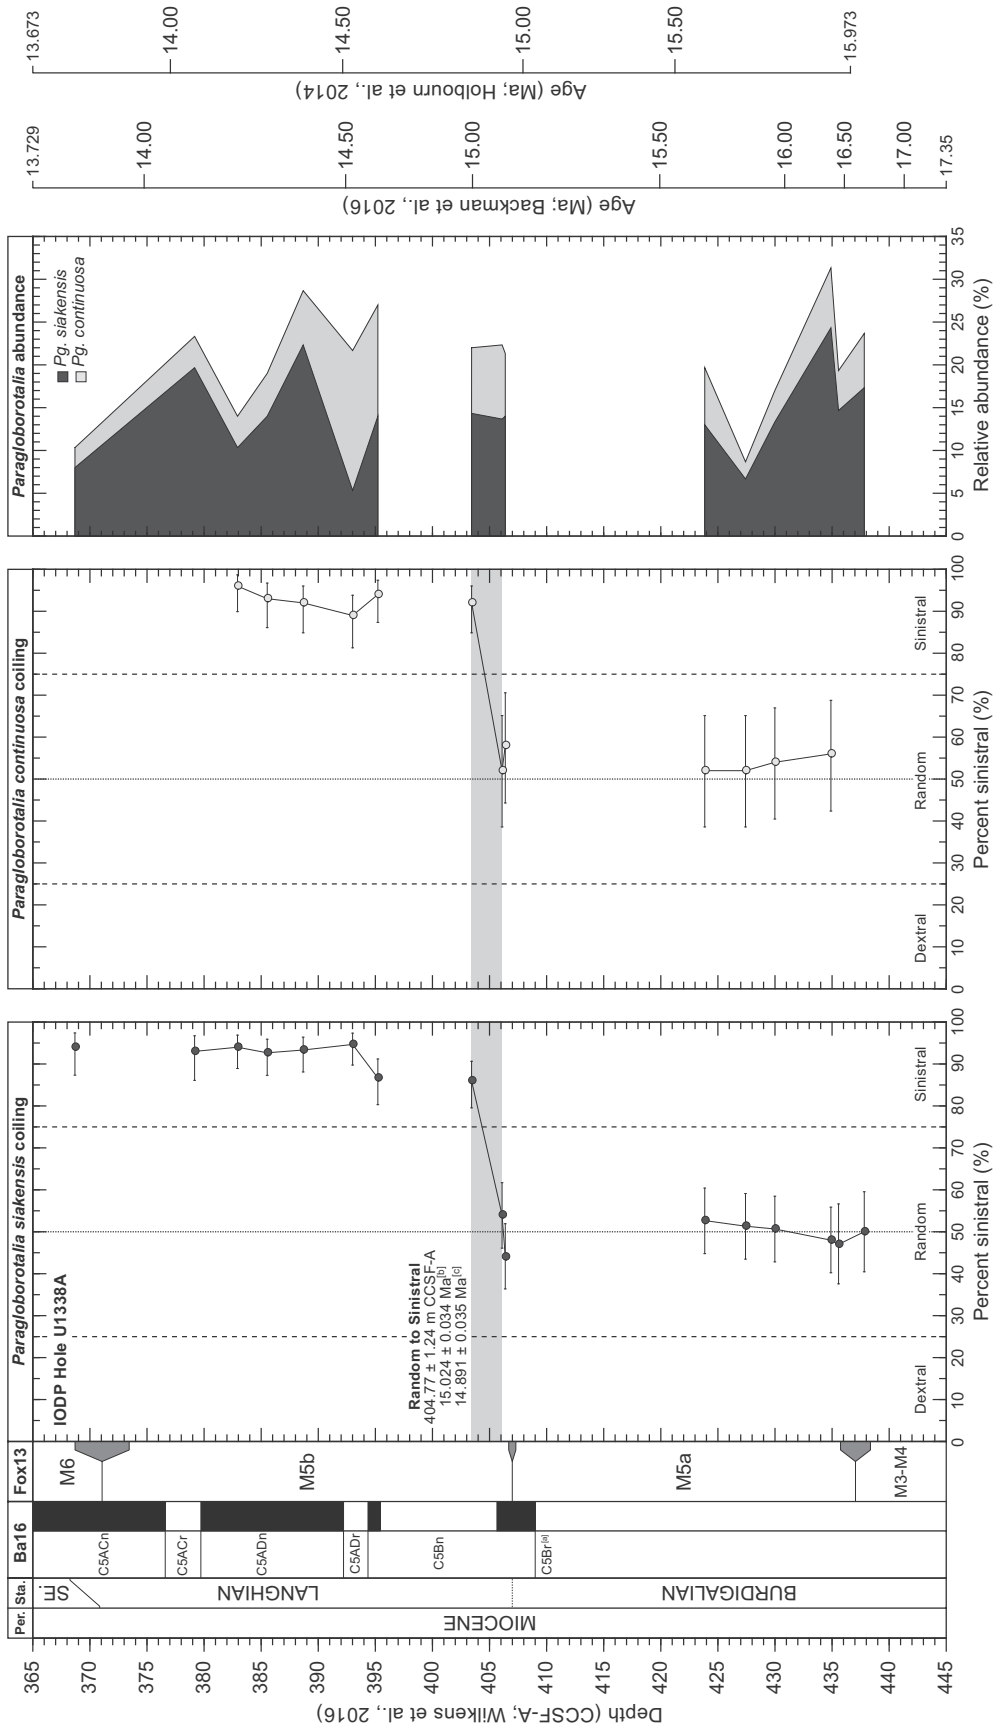 Per.
Sta.
Ba16
Fox13
Paragloborotalia siakensis coiling
Paragloborotalia continuosa coiling
Paragloborotalia abundance
Depth (CCSF-A; Wilkens et al., 2016)
365
370
375
380
385
390
395
400
405
410
415
420
425
430
435
440
445
MIOCENE
SE.
LANGHIAN
BURDIGALIAN
C5ACn
C5ACr
C5ADn
C5ADr
C5Bn
C5Br[a]
M6
M5b
M5a
M3-M4
IODP Hole U1338A
Random to Sinistral
404.77 ± 1.24 m CCSF-A
15.024 ± 0.034 Ma[b]
14.891 ± 0.035 Ma[c]
Dextral
Random
Sinistral
0 10 20 30 40 50 60 70 80 90 100
Percent sinistral (%)
Dextral
Random
Sinistral
0 10 20 30 40 50 60 70 80 90 100
Percent sinistral (%)
Pg. siakensis
Pg. continuosa
0 5 10 15 20 25 30 35
Relative abundance (%)
Age (Ma; Backman et al., 2016)
13.729
14.00
14.50
15.00
15.50
16.00
16.50
17.00
17.35
Age (Ma; Holbourn et al., 2014)
13.673
14.00
14.50
15.00
15.50
15.973